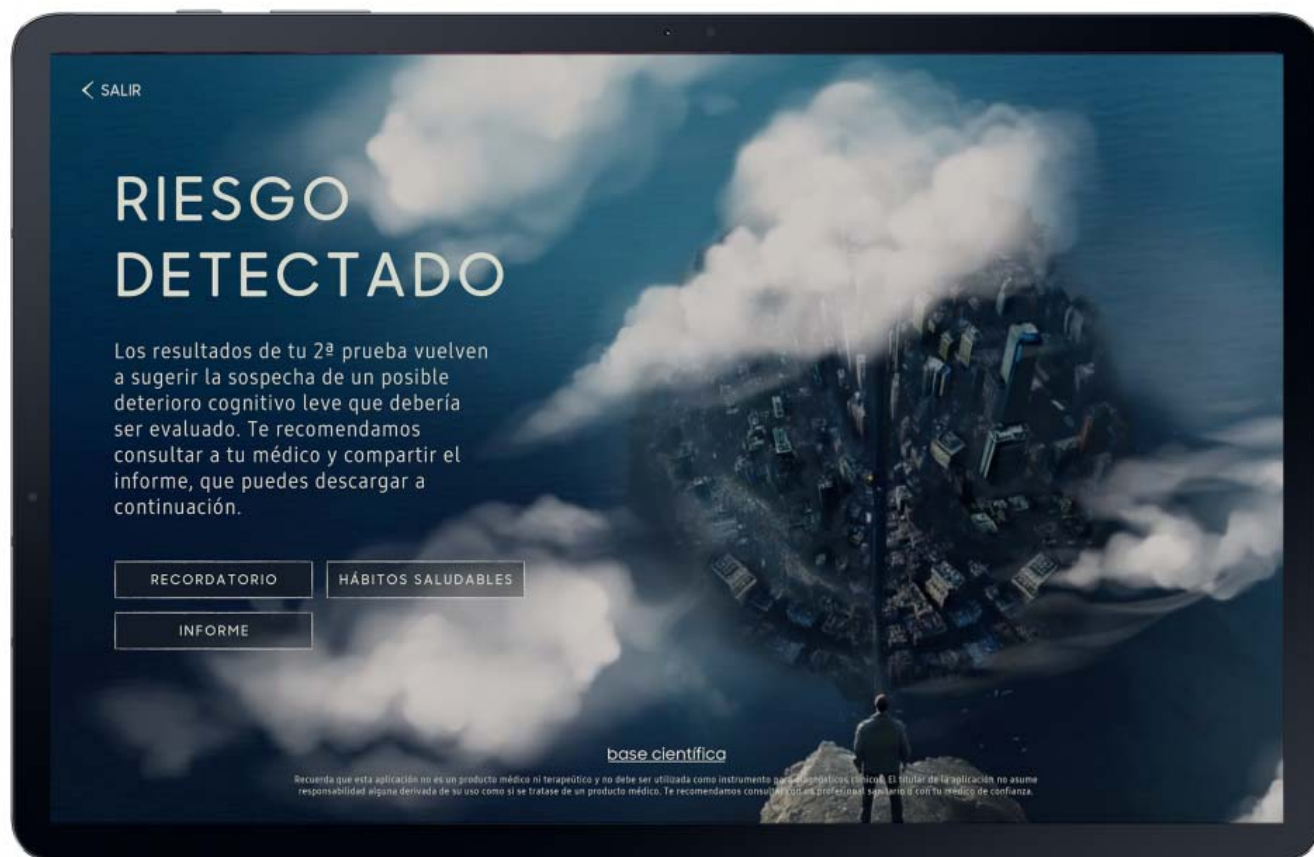 SALIR
RIESGO
DETECTADO
Los resultados de tu 2ª prueba vuelven
a sugerir la sospecha de un posible
deterioro cognitivo leve que debería
ser evaluado. Te recomendamos
consultar a tu médico y compartir el
informe, que puedes descargar a
continuación.
RECORDATORIO
HÁBITOS SALUDABLES
INFORME
base científica
Recuerda que esta aplicación no es un producto médico ni terapeútico y no debe ser utilizada como instrumento para diagnósticos clínicos. El titular de la aplicación no asume
responsabilidad alguna derivada de su uso como si se tratase de un producto médico. Te recomendamos consultar con un profesional sanitario o con tu médico de confianza.